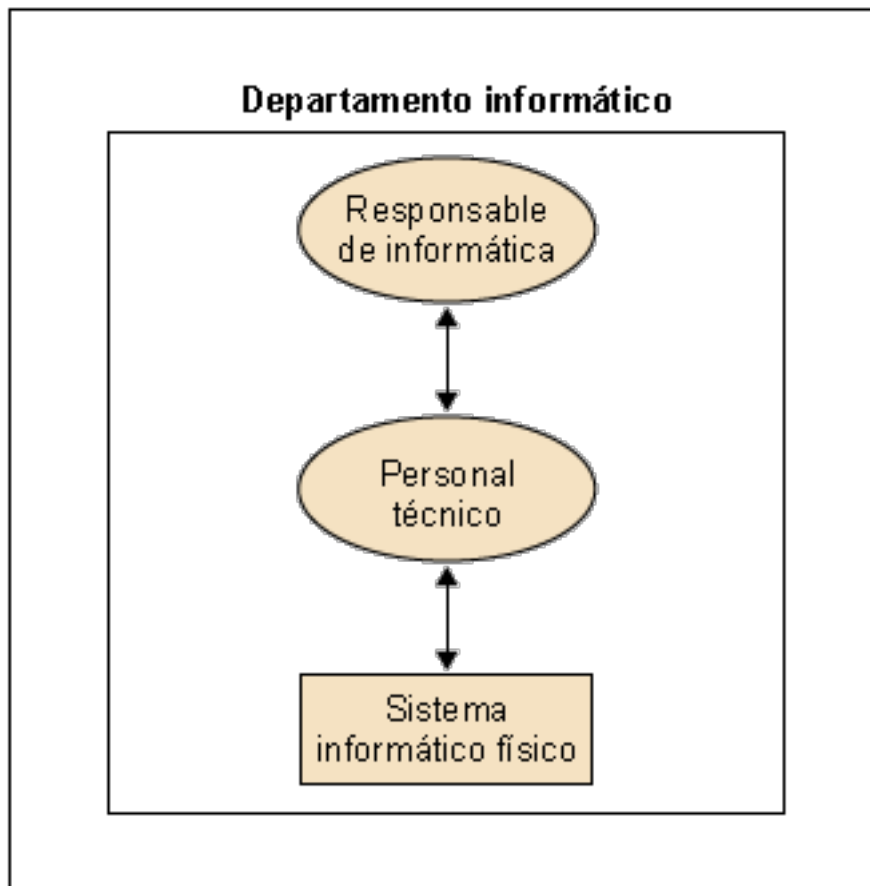 Departamento informático
Responsable
de informática
Personal
técnico
Sistema
informático físico